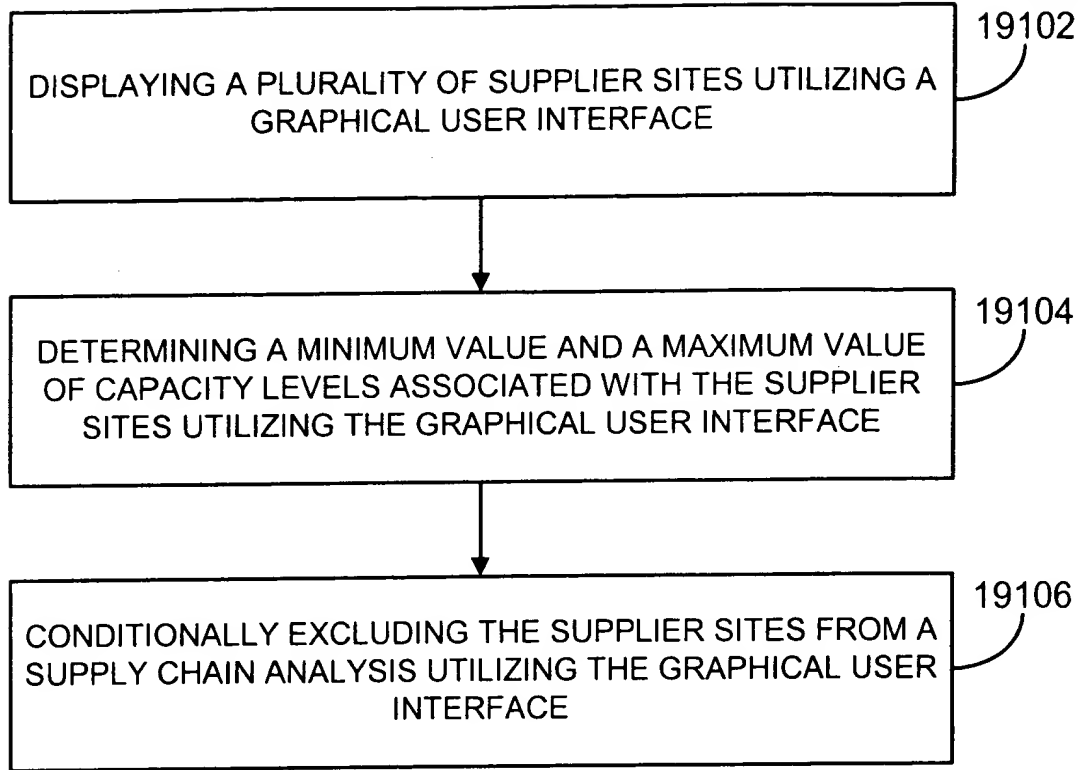 19102
DISPLAYING A PLURALITY OF SUPPLIER SITES UTILIZING A
GRAPHICAL USER INTERFACE
19104
DETERMINING A MINIMUM VALUE AND A MAXIMUM VALUE
OF CAPACITY LEVELS ASSOCIATED WITH THE SUPPLIER
SITES UTILIZING THE GRAPHICAL USER INTERFACE
19106
CONDITIONALLY EXCLUDING THE SUPPLIER SITES FROM A
SUPPLY CHAIN ANALYSIS UTILIZING THE GRAPHICAL USER
INTERFACE